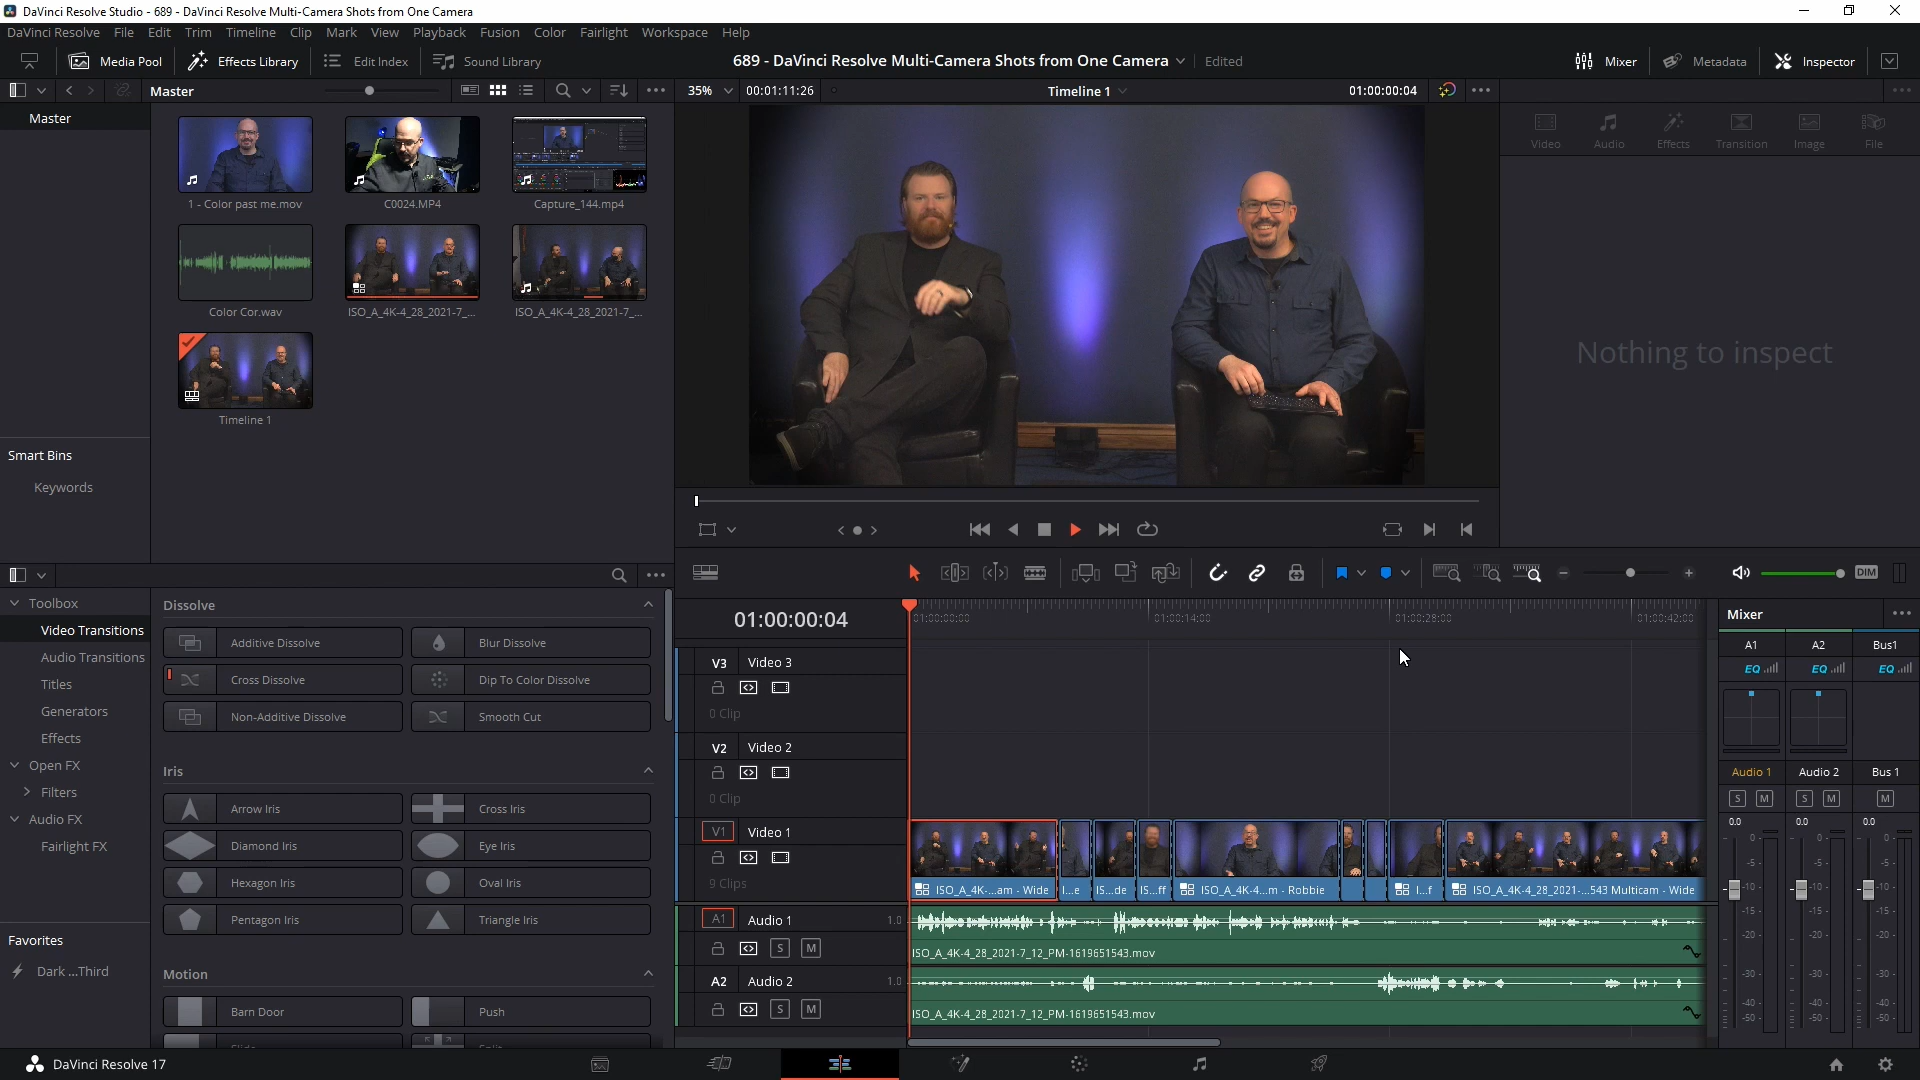 DaVinci Resolve Studio - 689 - DaVinci Resolve Multi-Camera Shots from One Camera
DaVinci Resolve File Edit Trim Timeline Clip Mark View Playback Fusion Color Fairlight Workspace Help
Media Pool Effects Library Edit Index Sound Library 689 - DaVinci Resolve Multi-Camera Shots from One Camera Edited Mixer Metadata Inspector
Master 35% 00:01:11:26 Timeline 1 01:00:00:04
Master
Video Audio Effects Transition Image File
1 - Color past me.mov C0024.MP4 Capture_144.mp4
Color Cor.wav ISO_A_4K-4_28_2021-7_... ISO_A_4K-4_28_2021-7_...
Nothing to inspect
Timeline 1
Smart Bins
Keywords
DIM
Toolbox
Video Transitions
Audio Transitions
Titles
Generators
Effects
Open FX
Filters
Audio FX
Fairlight FX
Favorites
Dark ...Third
Dissolve
Additive Dissolve Blur Dissolve
Cross Dissolve Dip To Color Dissolve
Non-Additive Dissolve Smooth Cut
Iris
Arrow Iris Cross Iris
Diamond Iris Eye Iris
Hexagon Iris Oval Iris
Pentagon Iris Triangle Iris
Motion
Barn Door Push
01:00:00:04
01:00:00:00 01:00:14:00 01:00:28:00 01:00:42:00
V3 Video 3
0 Clip
V2 Video 2
0 Clip
V1 Video 1
9 Clips
ISO_A_4K-...am - Wide I...e IS...de IS...ff ISO_A_4K-4...m - Robbie I...f ISO_A_4K-4_28_2021-...543 Multicam - Wide
A1 Audio 1 1.0
S M
ISO_A_4K-4_28_2021-7_12_PM-1619651543.mov
A2 Audio 2 1.0
S M
ISO_A_4K-4_28_2021-7_12_PM-1619651543.mov
Mixer
A1 A2 Bus1
EQ EQ EQ
Audio 1 Audio 2 Bus 1
S M S M M
0.0 0.0 0.0
0 0 0
-5 -5 -5
-10 -10 -10
-15 -15 -15
-20 -20 -20
-30 -30 -30
-40 -40 -40
-50 -50 -50
DaVinci Resolve 17